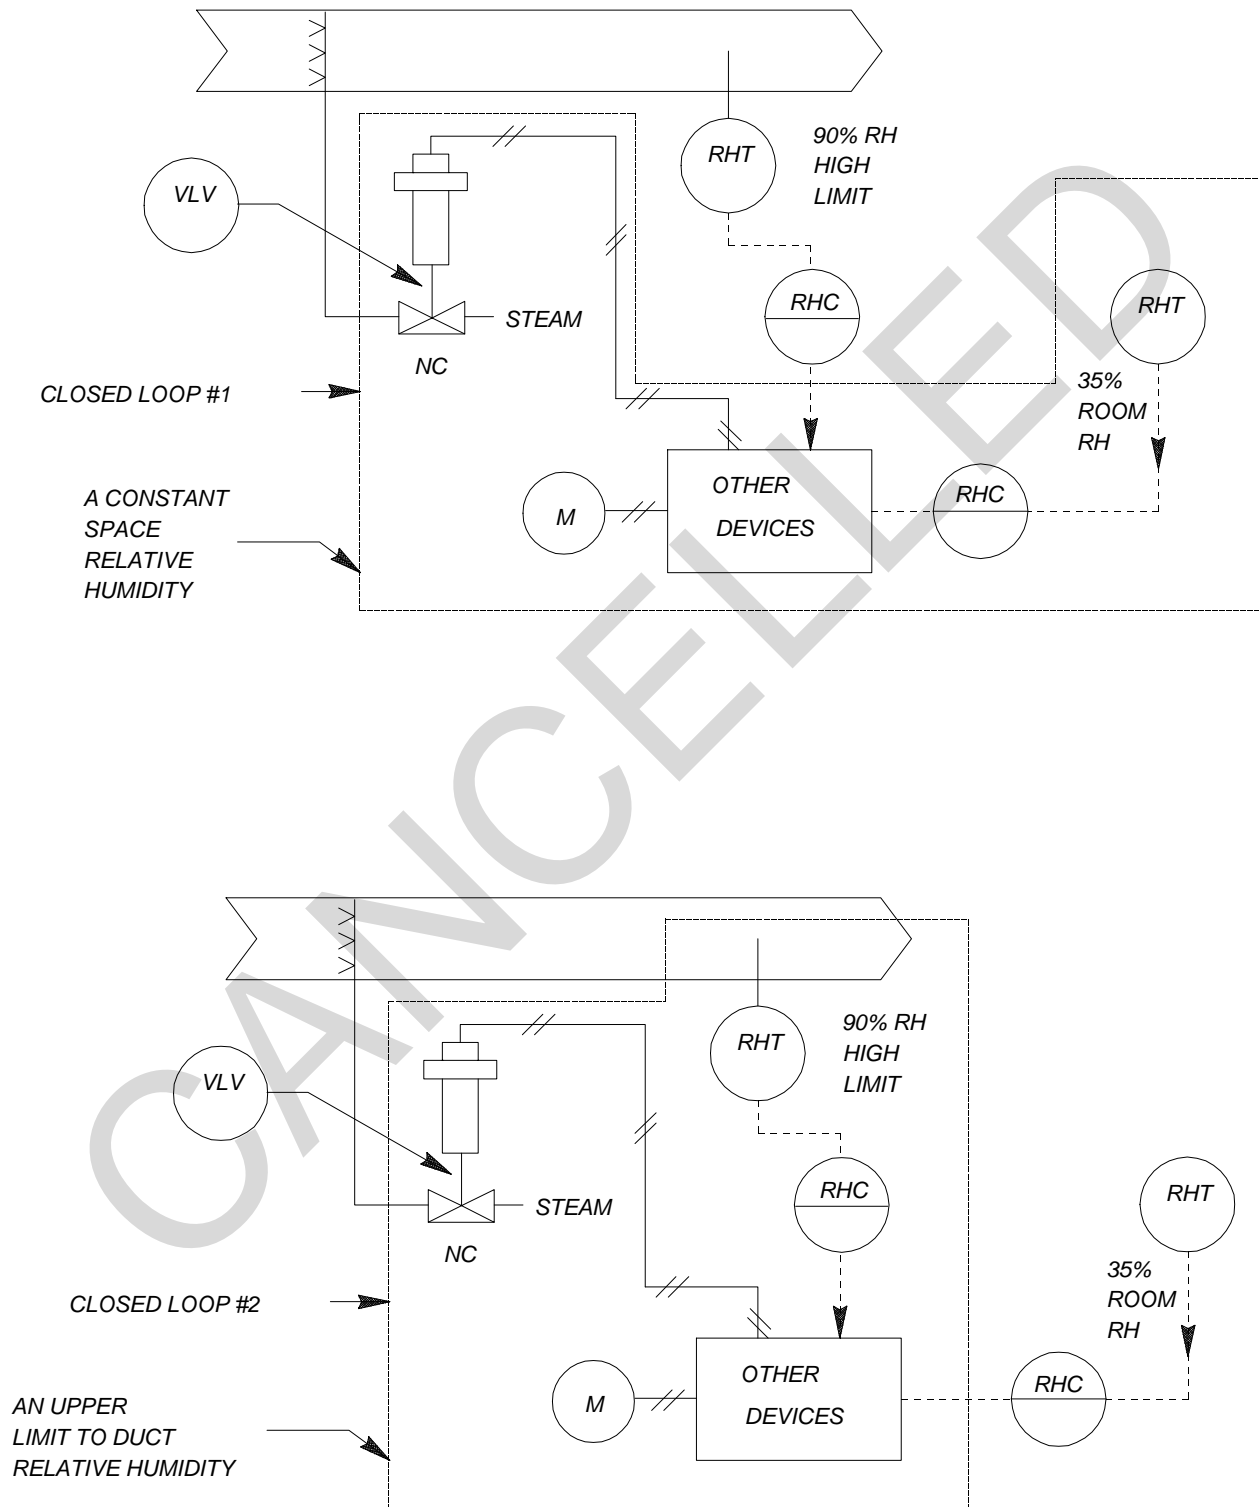 RHT
90% RH
HIGH
LIMIT
VLV
RHC
RHT
STEAM
NC
CLOSED LOOP #1
35%
ROOM
RH
A CONSTANT
SPACE
RELATIVE
HUMIDITY
OTHER
DEVICES
RHC
M
CANCELLED
RHT
90% RH
HIGH
LIMIT
VLV
RHC
RHT
STEAM
NC
CLOSED LOOP #2
35%
ROOM
RH
AN UPPER
LIMIT TO DUCT
RELATIVE HUMIDITY
OTHER
DEVICES
RHC
M